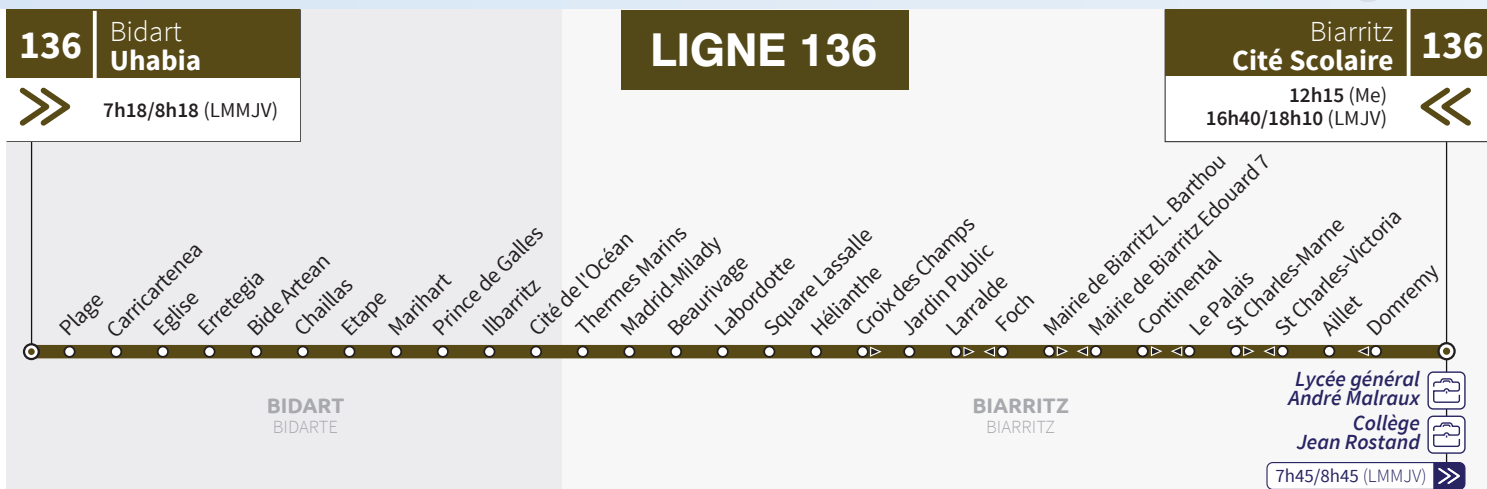 136
Bidart
Uhabia
7h18/8h18 (LMMJV)
LIGNE 136
Biarritz
Cité Scolaire
136
12h15 (Me)
16h40/18h10 (LMJV)
Plage
Carricartenea
Eglise
Erretegia
Bide Artean
Chaillas
Etape
Marihart
Prince de Galles
Ilbarritz
Cité de l'Océan
Thermes Marins
Madrid-Milady
Beaurivage
Labordotte
Square Lassalle
Hélianthe
Croix des Champs
Jardin Public
Larralde
Foch
Mairie de Biarritz L. Barthou
Mairie de Biarritz Edouard 7
Continental
Le Palais
St Charles-Marne
St Charles-Victoria
Aillet
Domremy
BIDART
BIDARTE
BIARRITZ
BIARRITZ
Lycée général
André Malraux
Collège
Jean Rostand
7h45/8h45 (LMMJV)